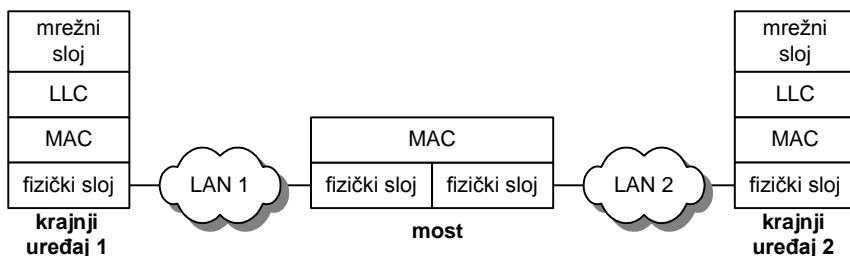 mrežni
sloj
LLC
MAC
fizički sloj
krajnji
uređaj 1
LAN 1
MAC
fizički sloj
fizički sloj
most
LAN 2
mrežni
sloj
LLC
MAC
fizički sloj
krajnji
uređaj 2